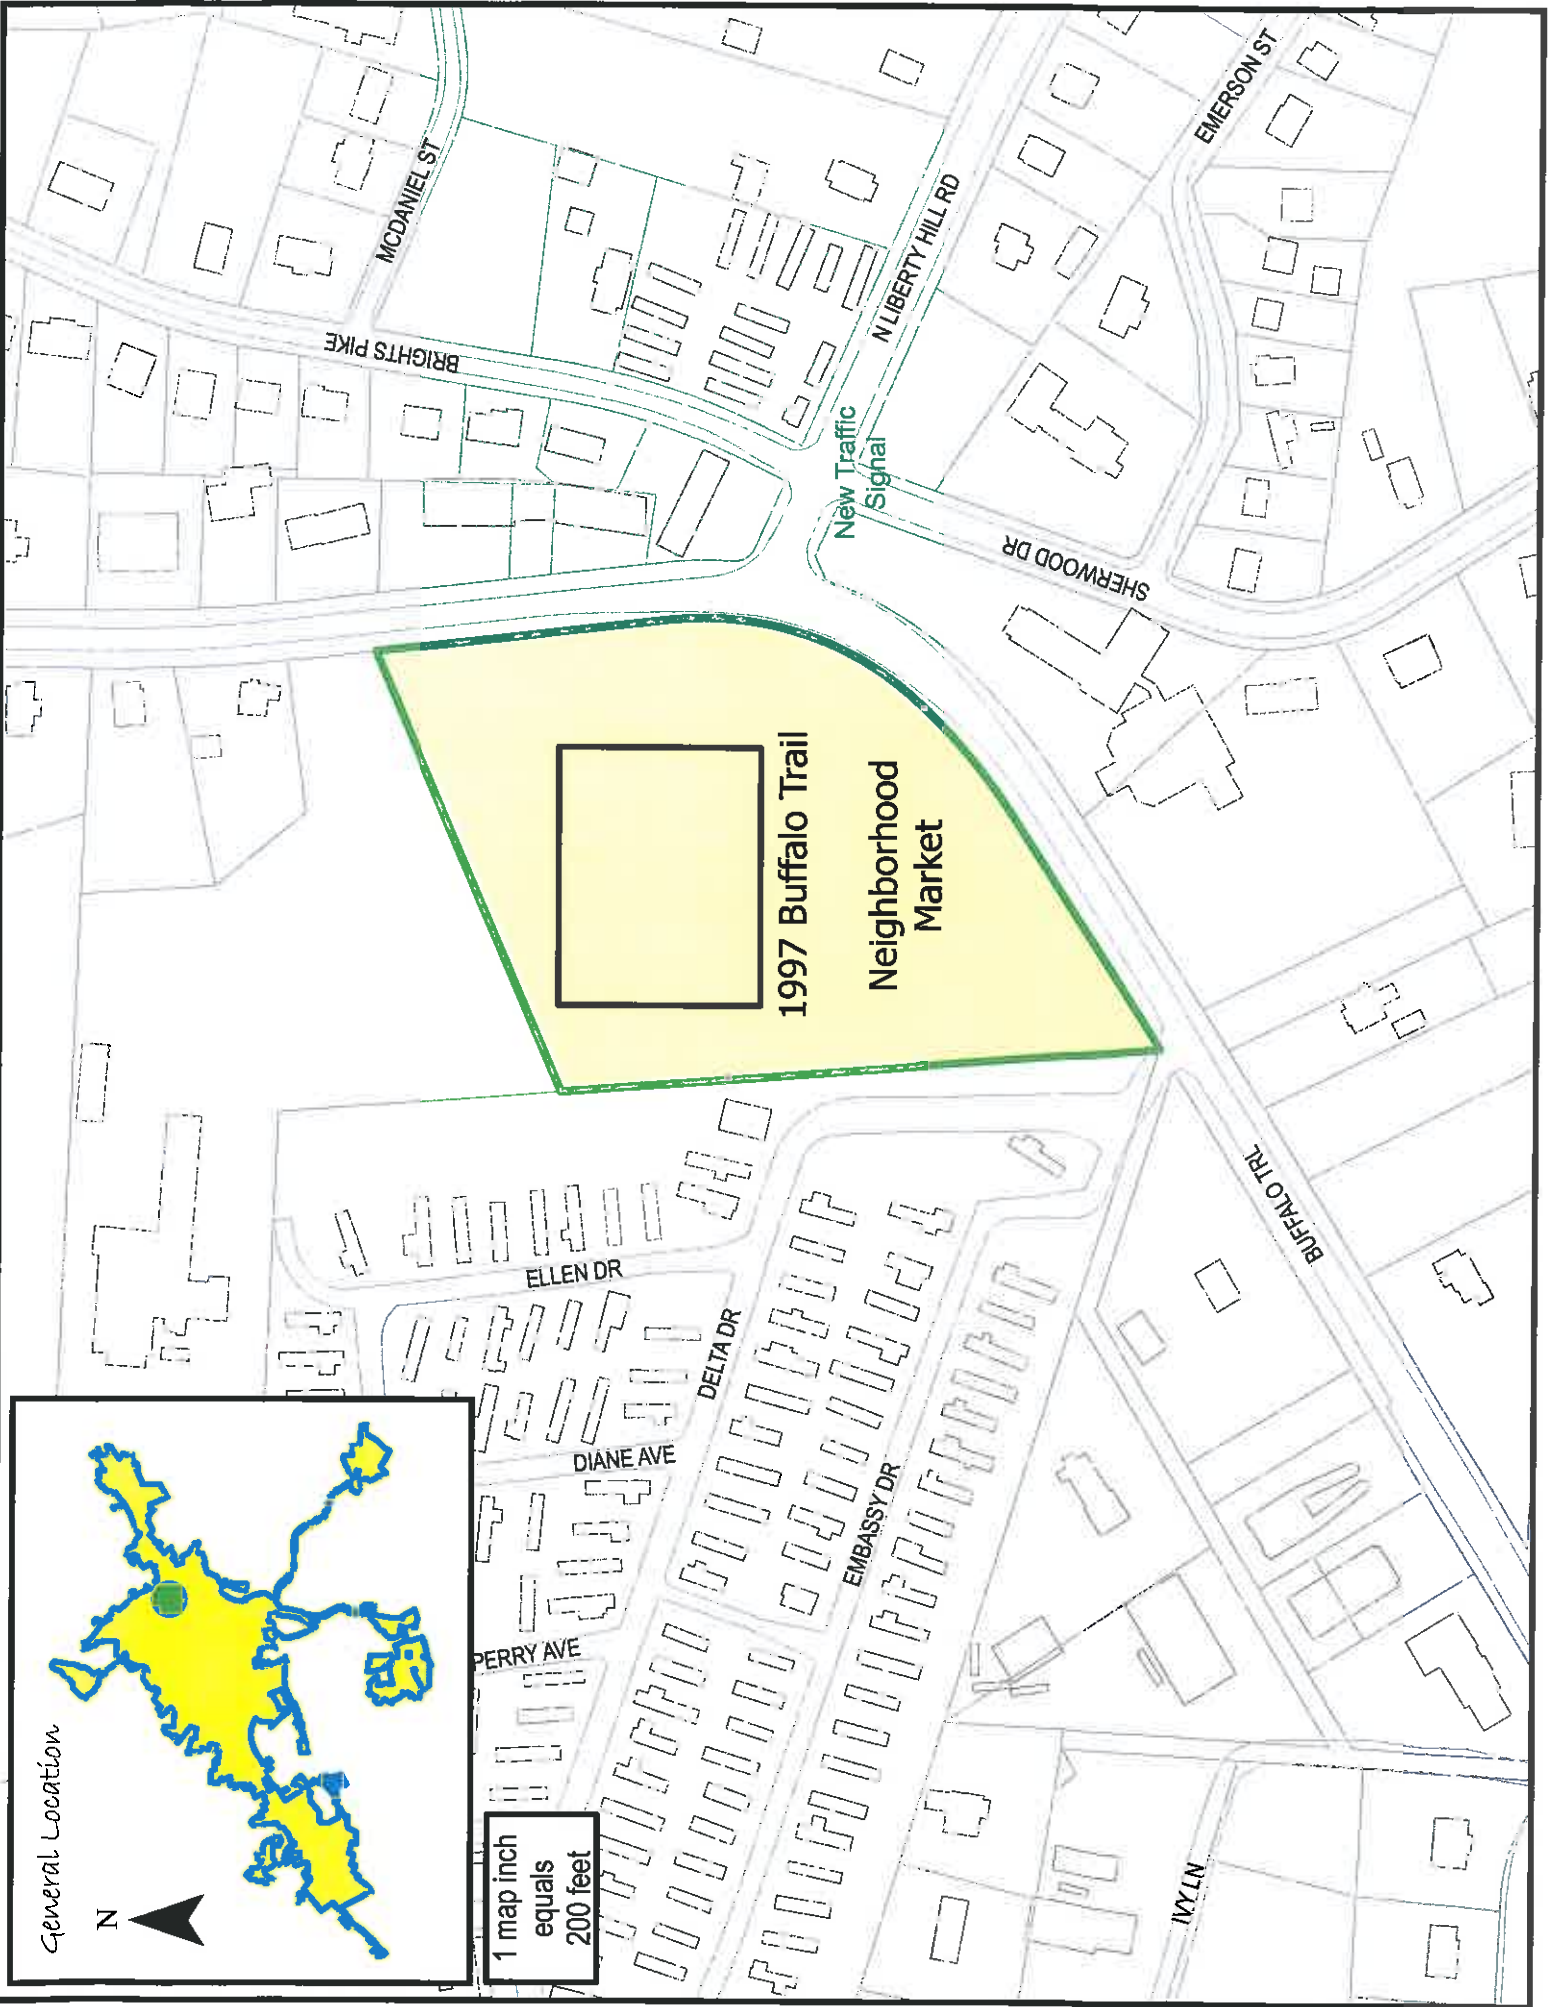 General Location
N
1 map inch
equals
200 feet
PERRY AVE
DIANE AVE
ELLEN DR
DELTA DR
EMBASSY DR
IVY LN
BUFFALO TRL
1997 Buffalo Trail
Neighborhood
Market
BRIGHTS PIKE
MCDANIEL ST
New Traffic
Signal
N LIBERTY HILL RD
SHERWOOD DR
EMERSON ST